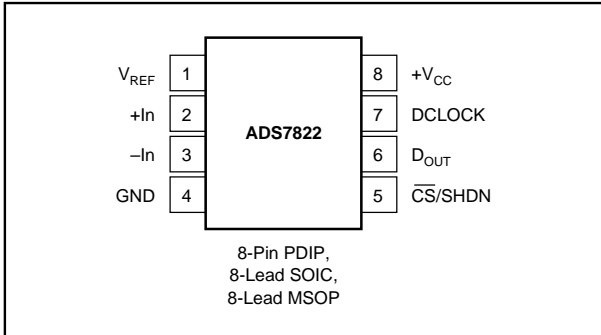 V_REF 1 8 +V_CC
+In 2 7 DCLOCK
ADS7822
–In 3 6 D_OUT
GND 4 5 C̅S̅/SHDN
8-Pin PDIP,
8-Lead SOIC,
8-Lead MSOP